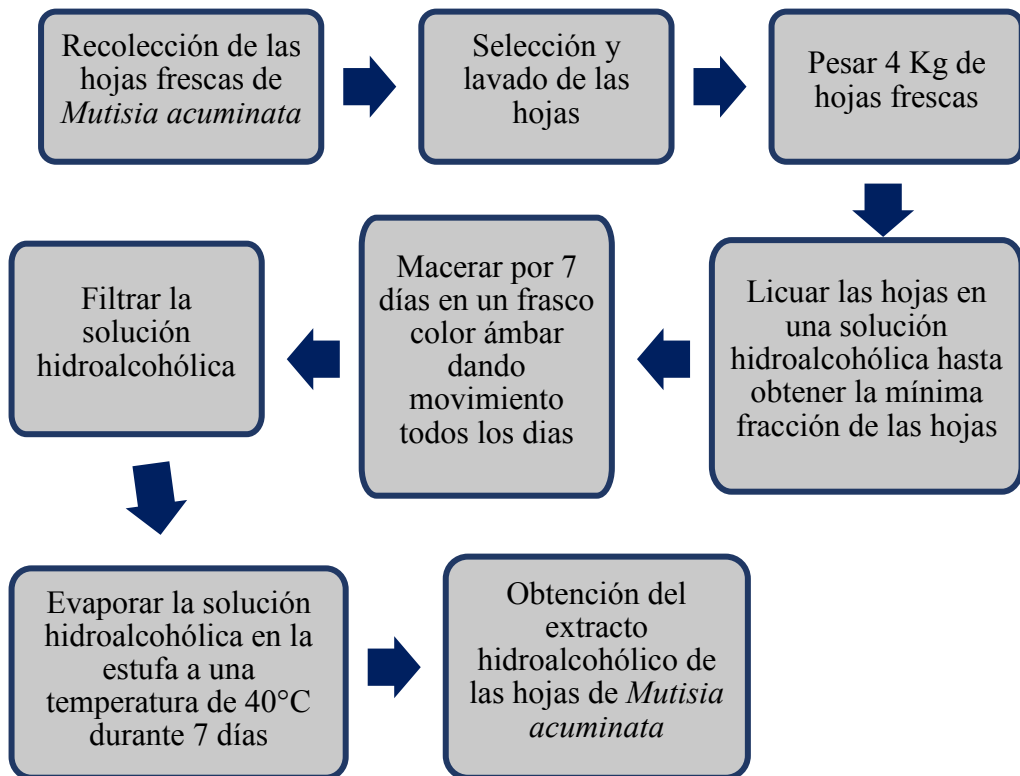 Recolección de las
hojas frescas de
Mutisia acuminata
Selección y
lavado de las
hojas
Pesar 4 Kg de
hojas frescas
Licuar las hojas en
una solución
hidroalcohólica hasta
obtener la mínima
fracción de las hojas
Macerar por 7
días en un frasco
color ámbar
dando
movimiento
todos los dias
Filtrar la
solución
hidroalcohólica
Evaporar la solución
hidroalcohólica en la
estufa a una
temperatura de 40°C
durante 7 días
Obtención del
extracto
hidroalcohólico de
las hojas de Mutisia
acuminata